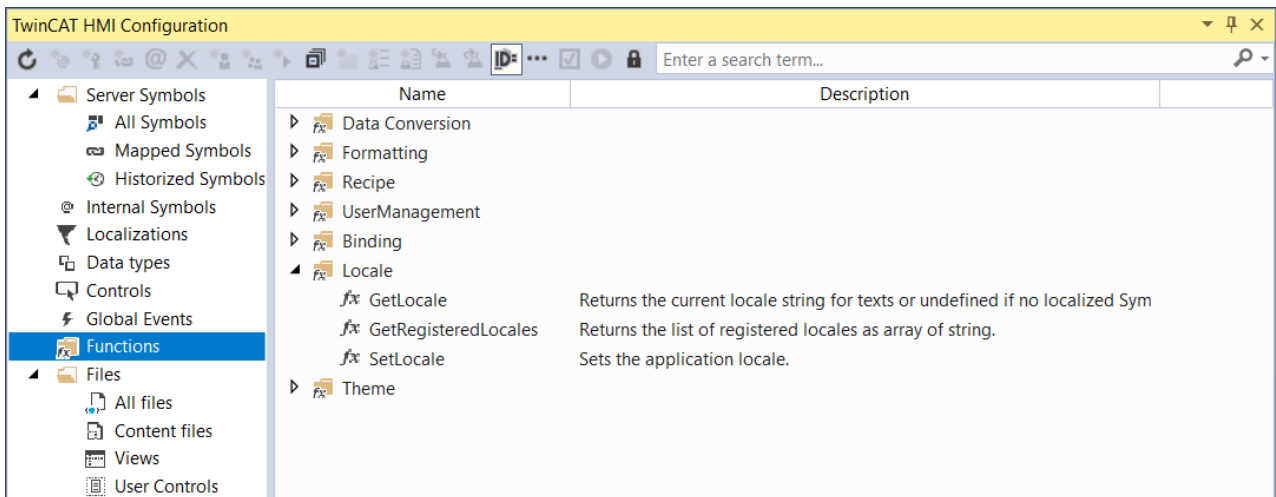 TwinCAT HMI Configuration
Enter a search term...
Server Symbols
All Symbols
Mapped Symbols
Historized Symbols
Internal Symbols
Localizations
Data types
Controls
Global Events
Functions
Files
All files
Content files
Views
User Controls
Name Description
Data Conversion
Formatting
Recipe
UserManagement
Binding
Locale
GetLocale Returns the current locale string for texts or undefined if no localized Sym
GetRegisteredLocales Returns the list of registered locales as array of string.
SetLocale Sets the application locale.
Theme